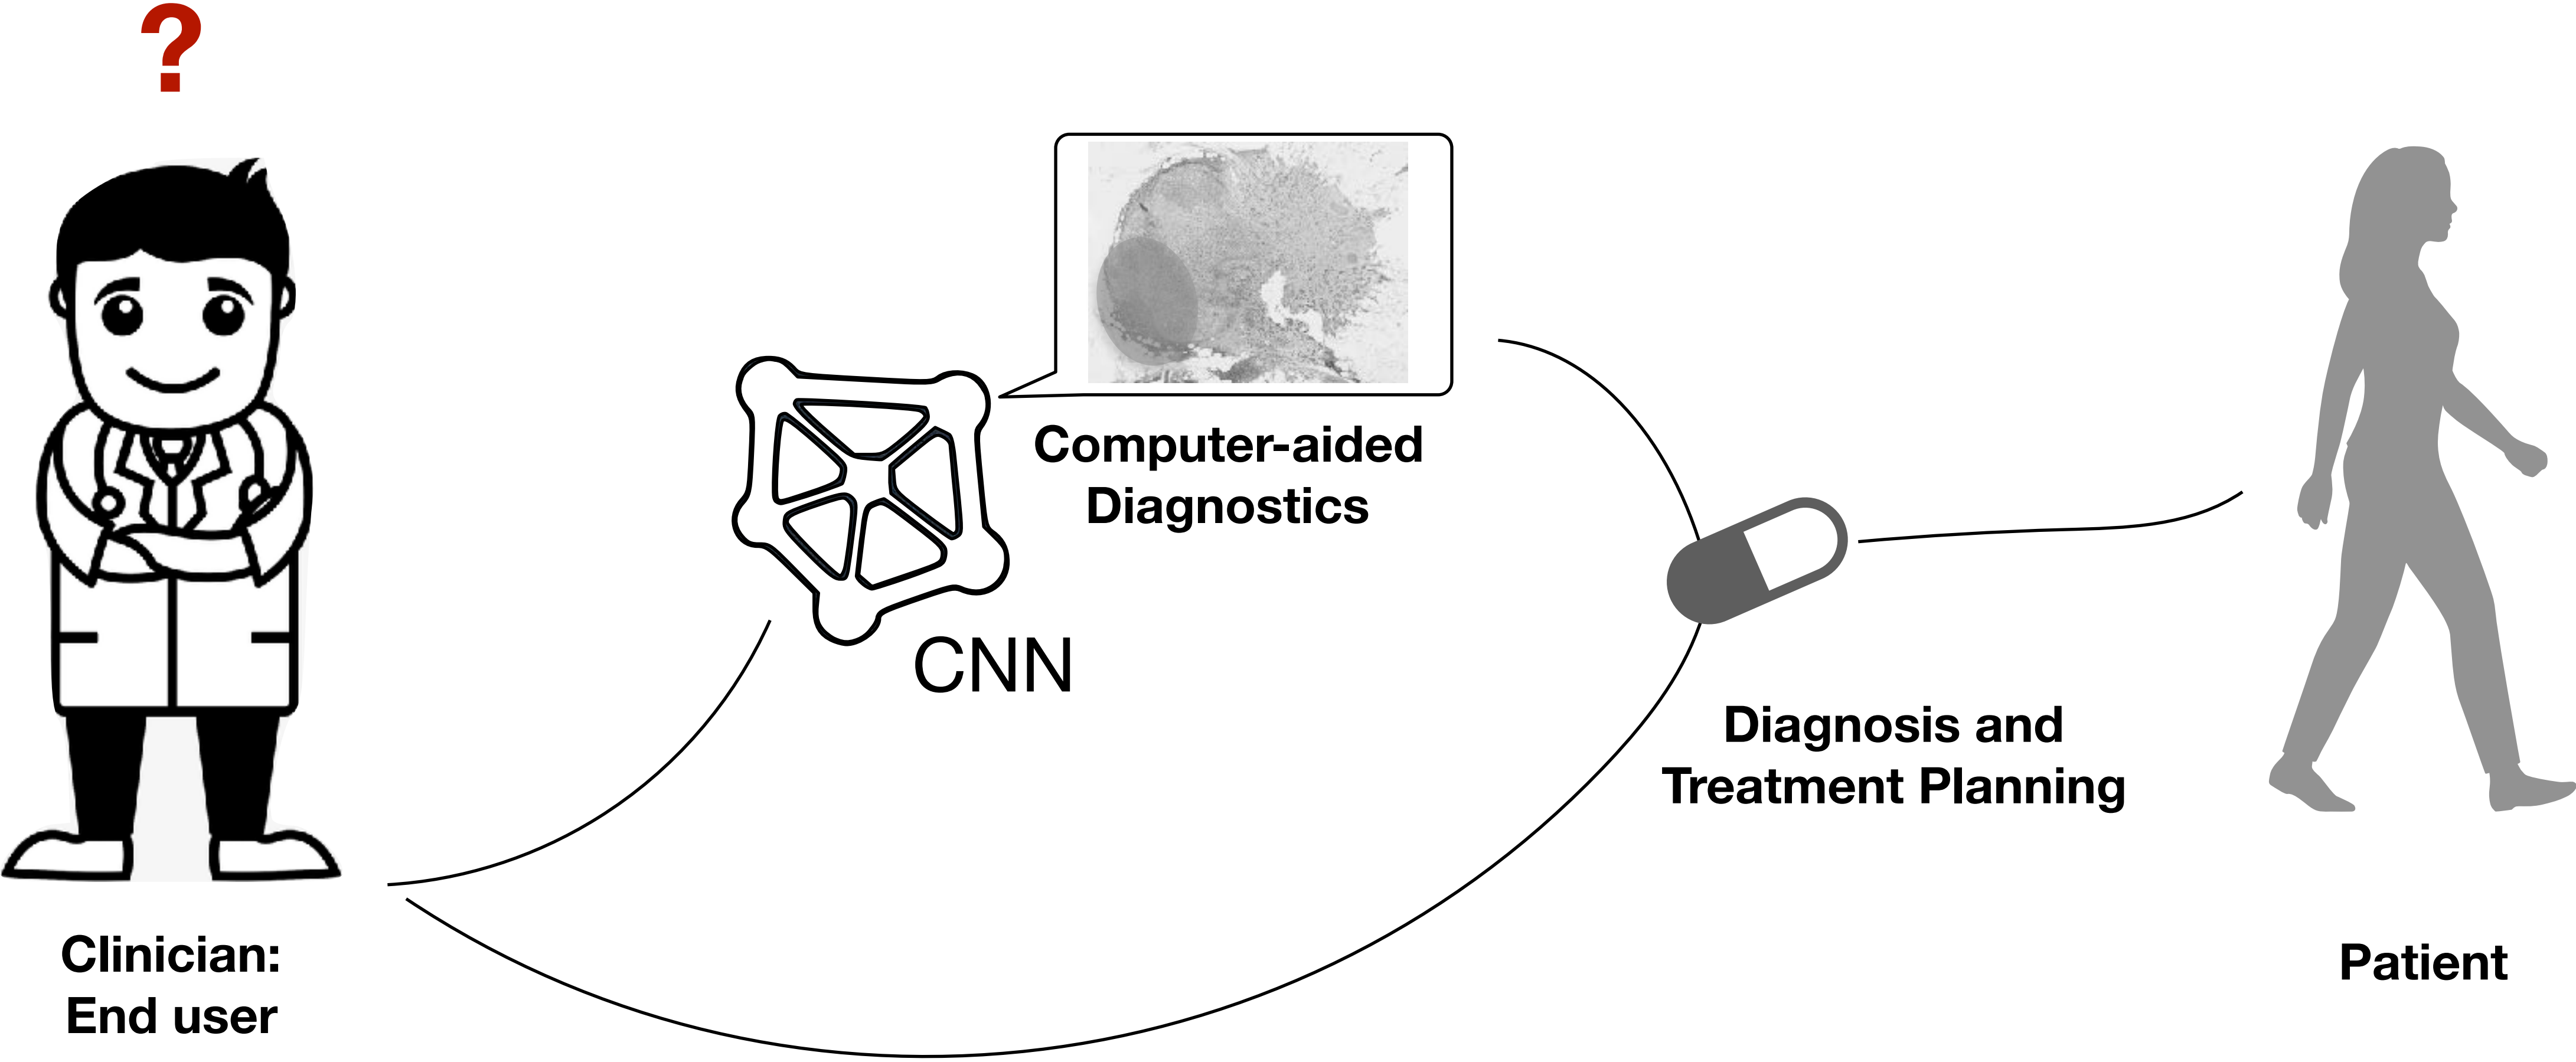 ?
Computer-aided
Diagnostics
CNN
Diagnosis and
Treatment Planning
Clinician:
End user
Patient